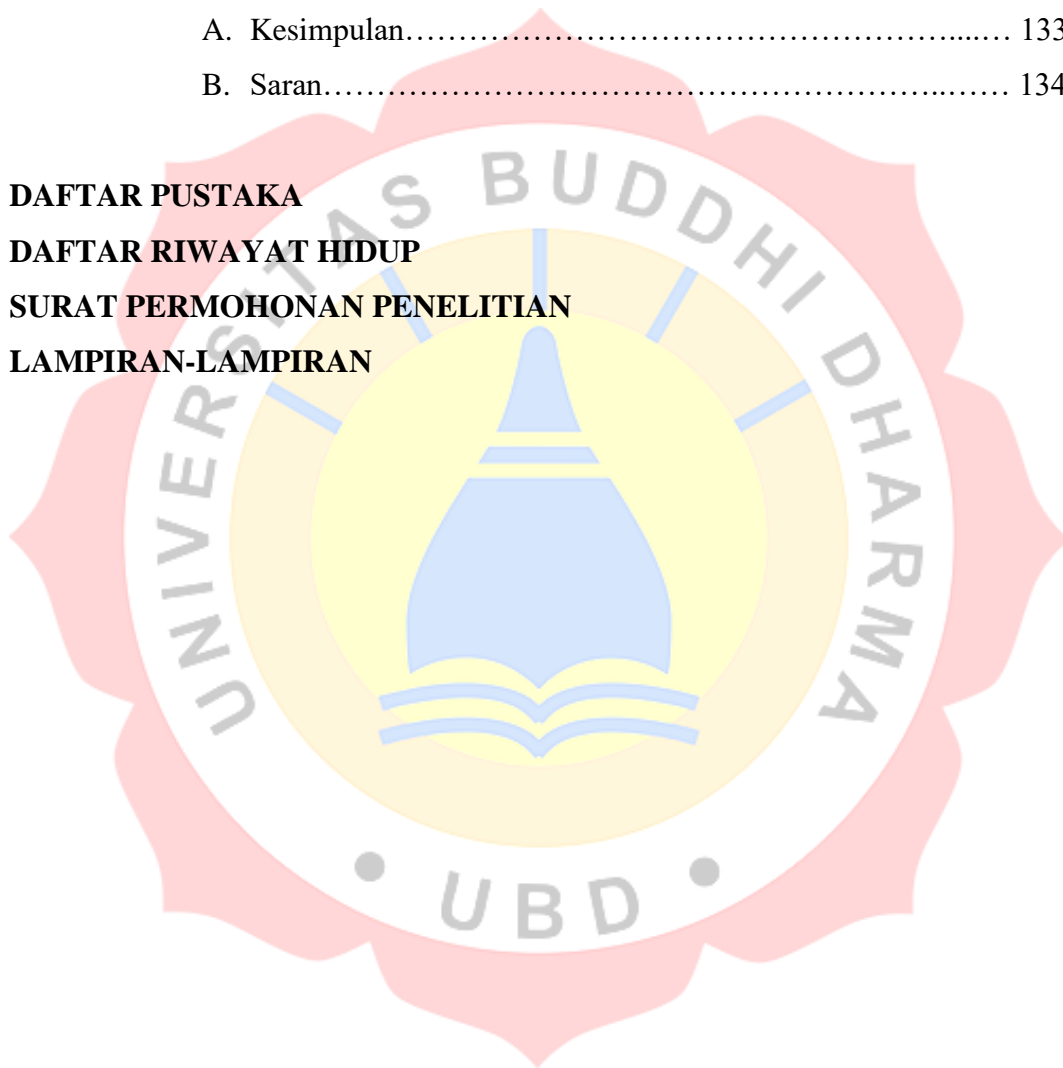 A. Kesimpulan……………………………………………....… 133
B. Saran…………………………………………………..…… 134
DAFTAR PUSTAKA
DAFTAR RIWAYAT HIDUP
SURAT PERMOHONAN PENELITIAN
LAMPIRAN-LAMPIRAN
UNIVERSITAS BUDDHI DHARMA
• UBD •